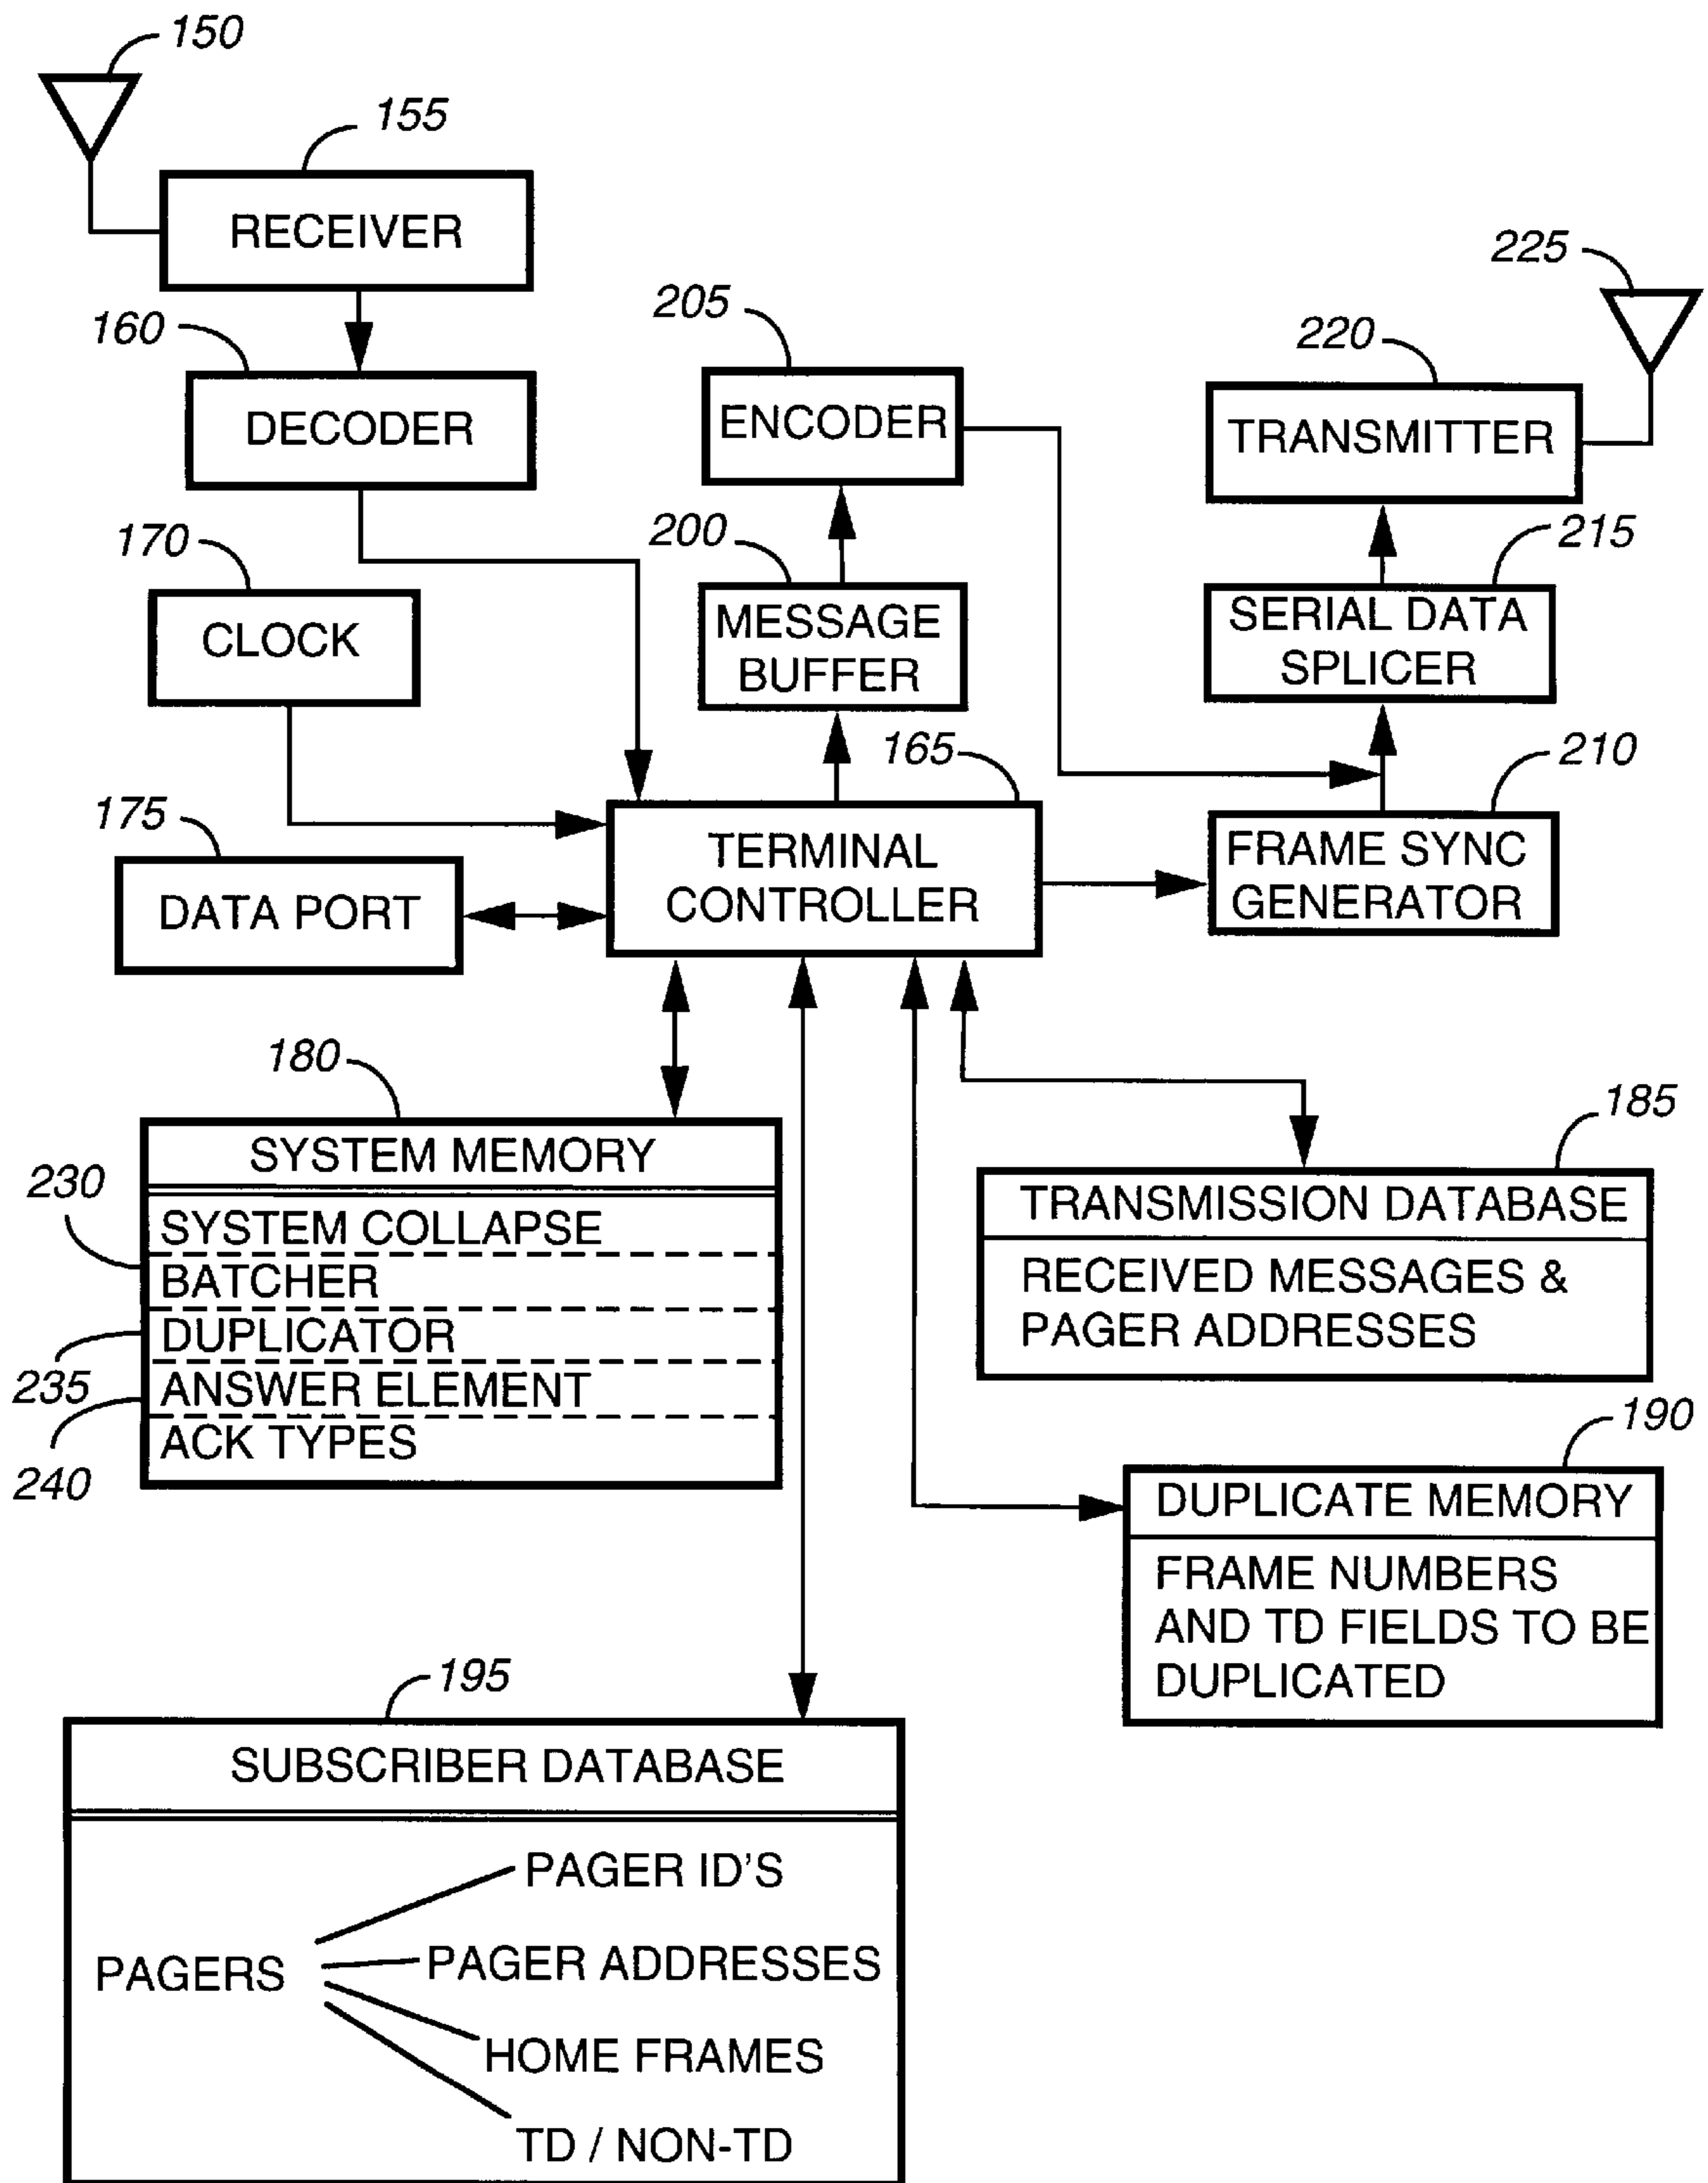 150
155
RECEIVER
225
205
160
220
ENCODER
DECODER
TRANSMITTER
170
200
215
CLOCK
MESSAGE
BUFFER
SERIAL DATA
SPLICER
165
210
175
TERMINAL
CONTROLLER
FRAME SYNC
GENERATOR
DATA PORT
180
185
SYSTEM MEMORY
230
SYSTEM COLLAPSE
BATCHER
DUPLICATOR
235
ANSWER ELEMENT
ACK TYPES
240
TRANSMISSION DATABASE
RECEIVED MESSAGES &
PAGER ADDRESSES
190
DUPLICATE MEMORY
FRAME NUMBERS
AND TD FIELDS TO BE
DUPLICATED
195
SUBSCRIBER DATABASE
PAGERS
PAGER ID'S
PAGER ADDRESSES
HOME FRAMES
TD / NON-TD